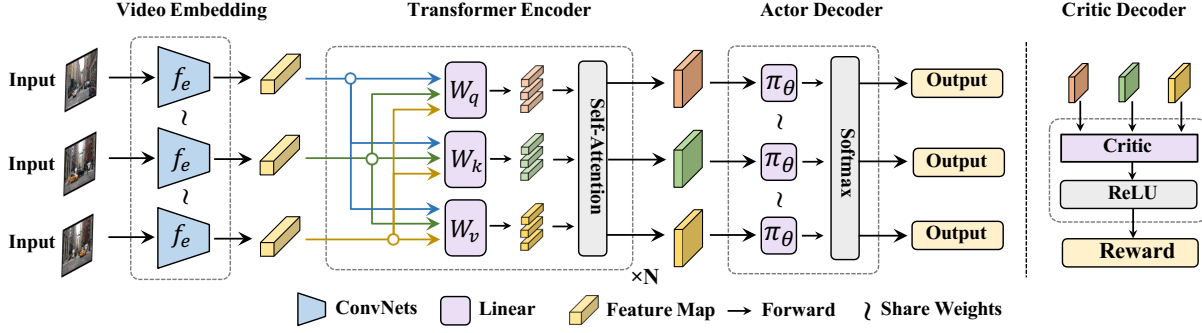 Video Embedding
Transformer Encoder
Actor Decoder
Critic Decoder
Input
f_e
W_q
π_θ
Output
Input
f_e
W_k
Self-Attention
π_θ
Softmax
Output
Critic
ReLU
Input
f_e
W_v
π_θ
Output
Reward
×N
ConvNets
Linear
Feature Map
Forward
Share Weights